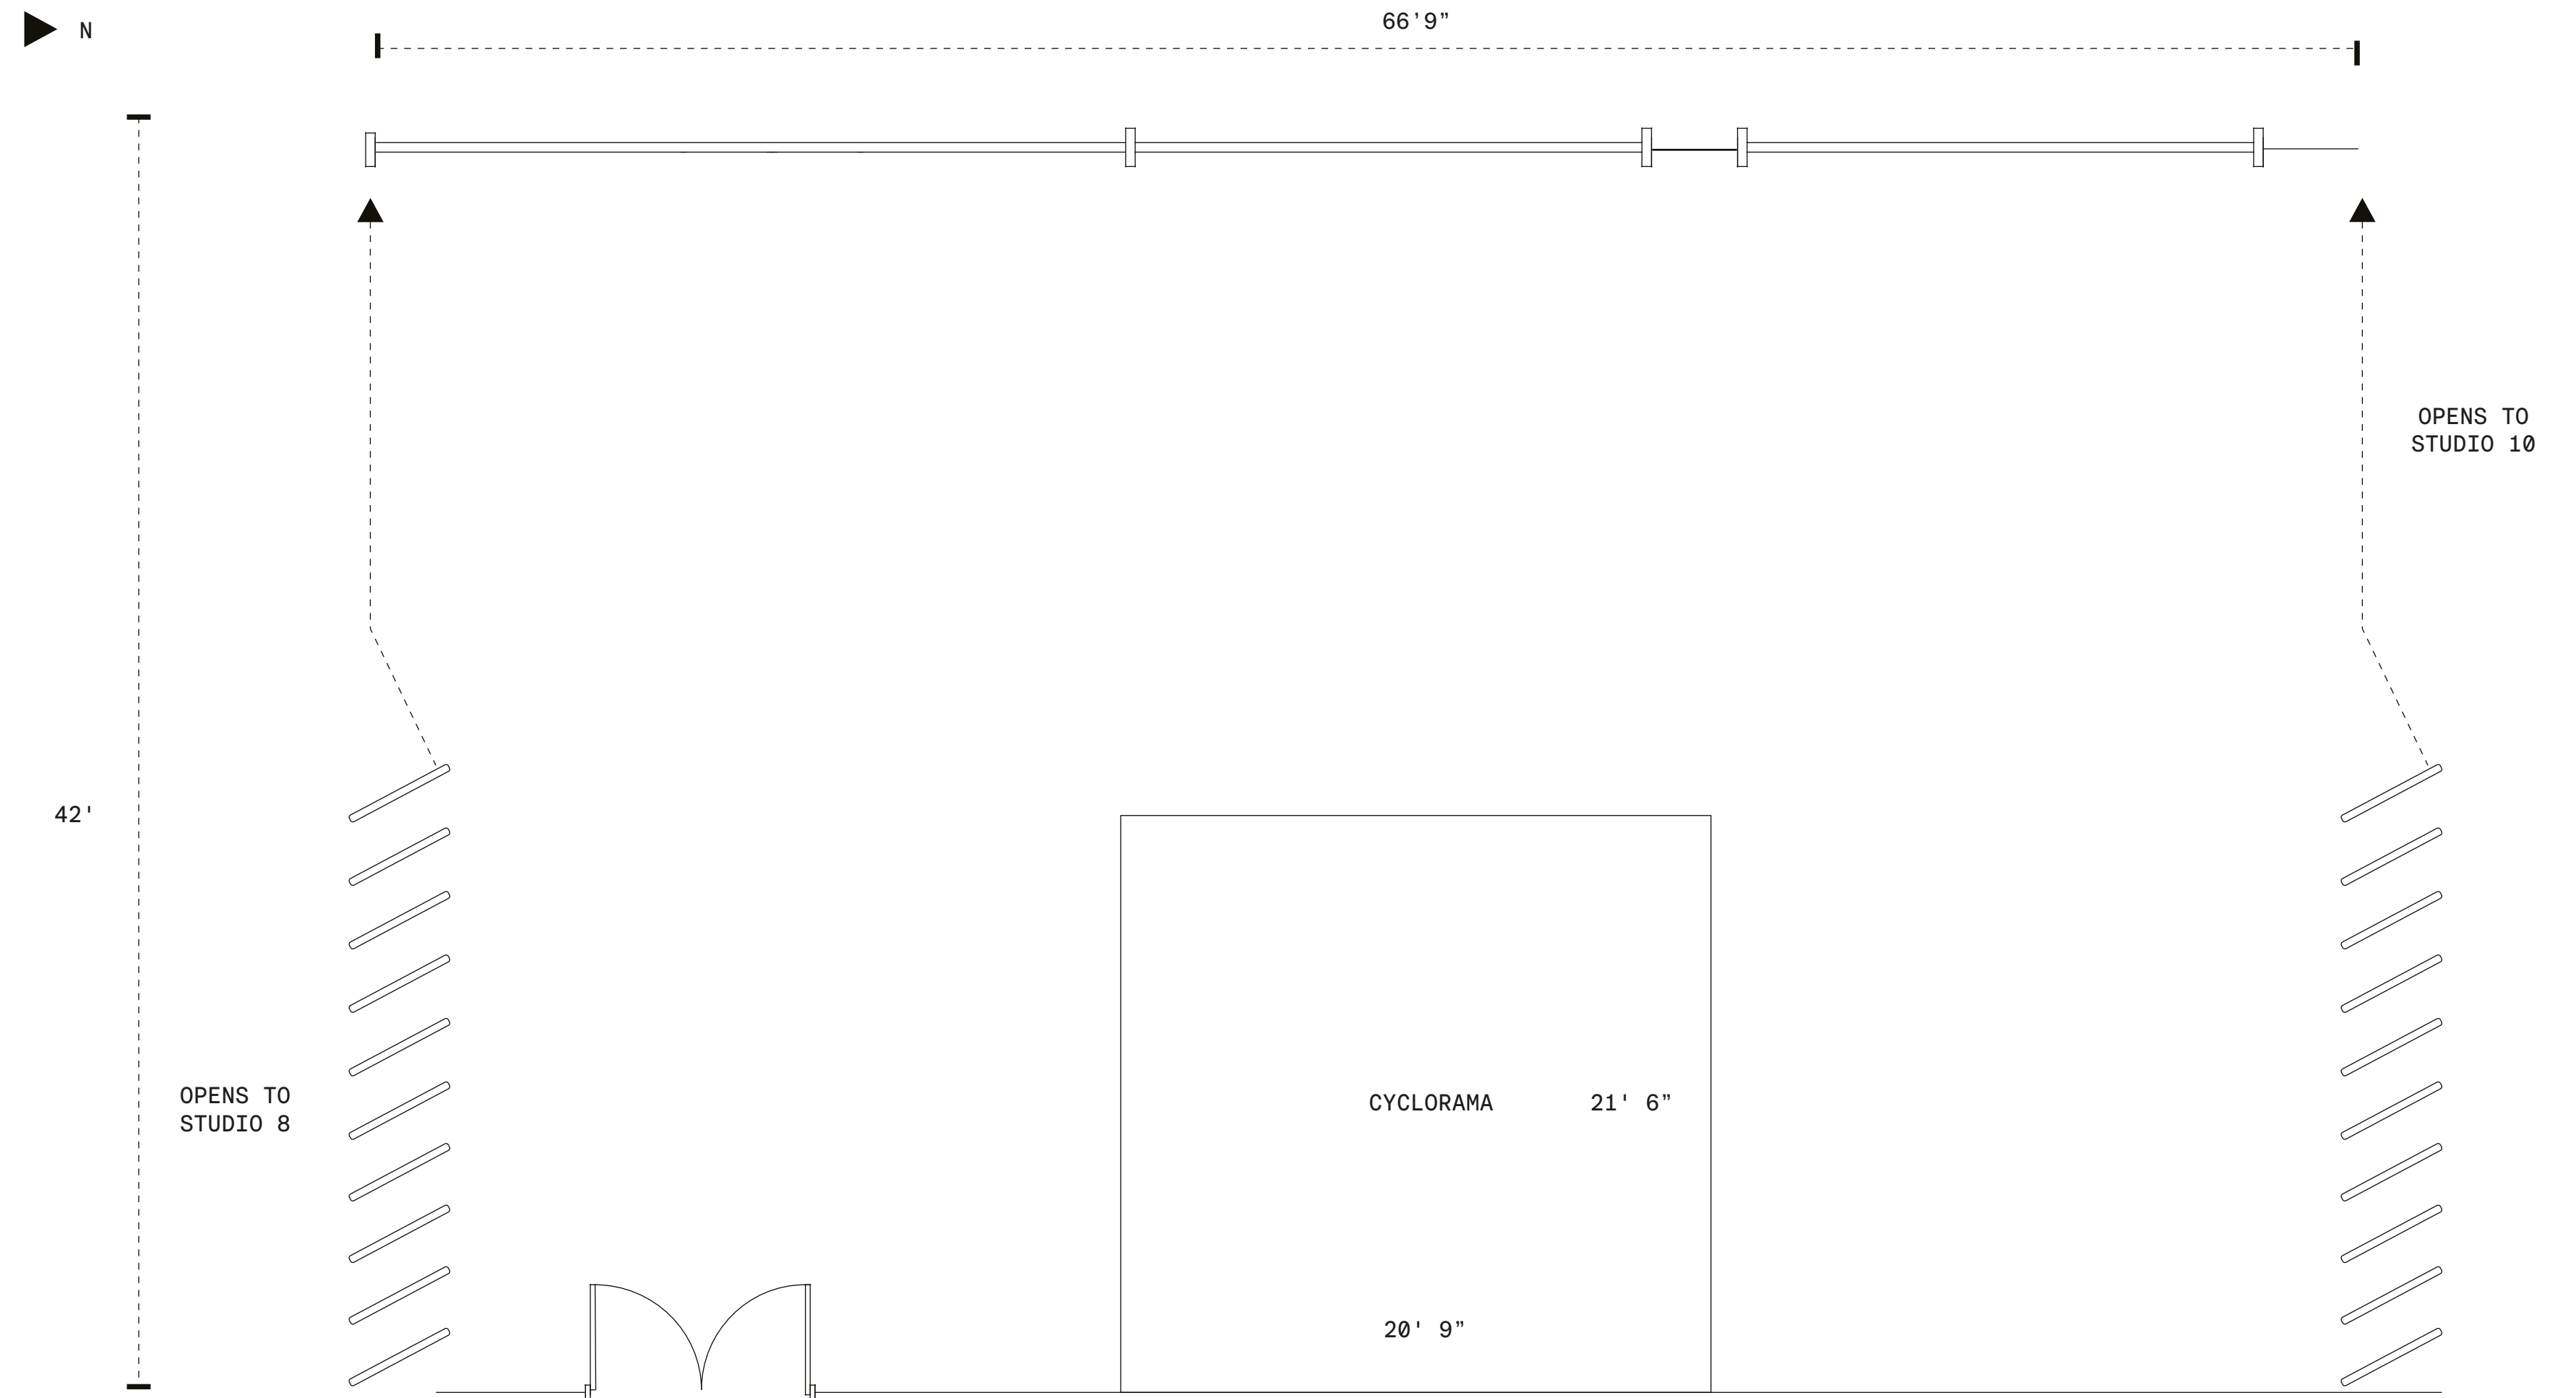 N
66’9”
OPENS TO
STUDIO 10
42'
OPENS TO
STUDIO 8
CYCLORAMA
21' 6”
20' 9”